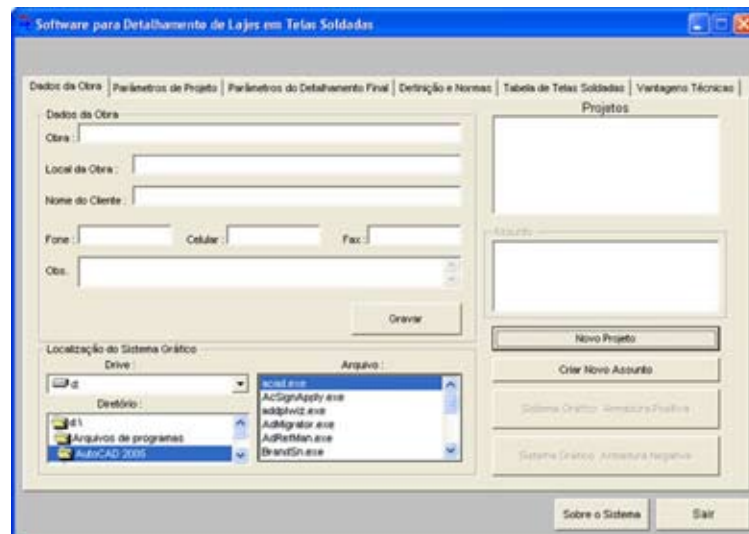 Software para Detalhamento de Lajes em Telas Soldadas
Dados da Obra | Parâmetros de Projeto | Parâmetros do Detalhamento Final | Definição e Normas | Tabela de Telas Soldadas | Vantagens Técnicas
Dados da Obra
Obra :
Local da Obra :
Nome do Cliente :
Fone :
Celular :
Fax :
Obs.
Gravar
Localização do Sistema Gráfico
Drive :
d:
Diretório :
d:\
Arquivos de programas
AutoCAD 2005
Arquivo :
acad.exe
AcSignApply.exe
addplwiz.exe
AdMigrator.exe
AdRefMan.exe
BrandSn.exe
Projetos
Assunto
Novo Projeto
Criar Novo Assunto
Sistema Gráfico Armadura Positiva
Sistema Gráfico Armadura Negativa
Sobre o Sistema
Sair